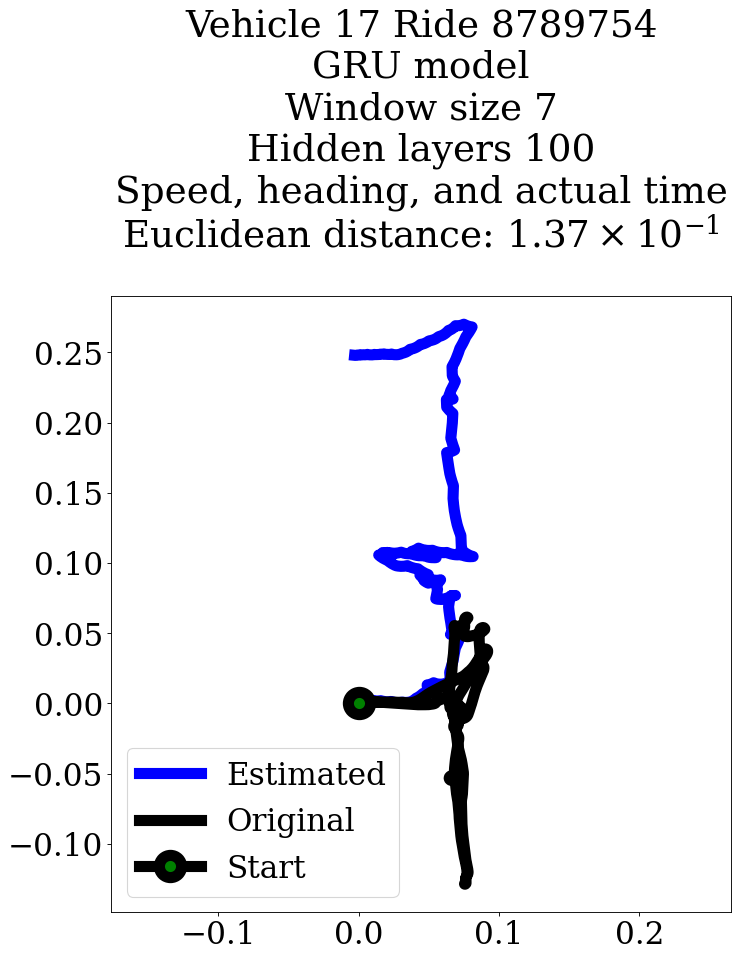 Vehicle 17 Ride 8789754
GRU model
Window size 7
Hidden layers 100
Speed, heading, and actual time
Euclidean distance: 1.37 × 10⁻¹
0.25
0.20
0.15
0.10
0.05
0.00
−0.05
−0.10
Estimated
Original
Start
−0.1 0.0 0.1 0.2